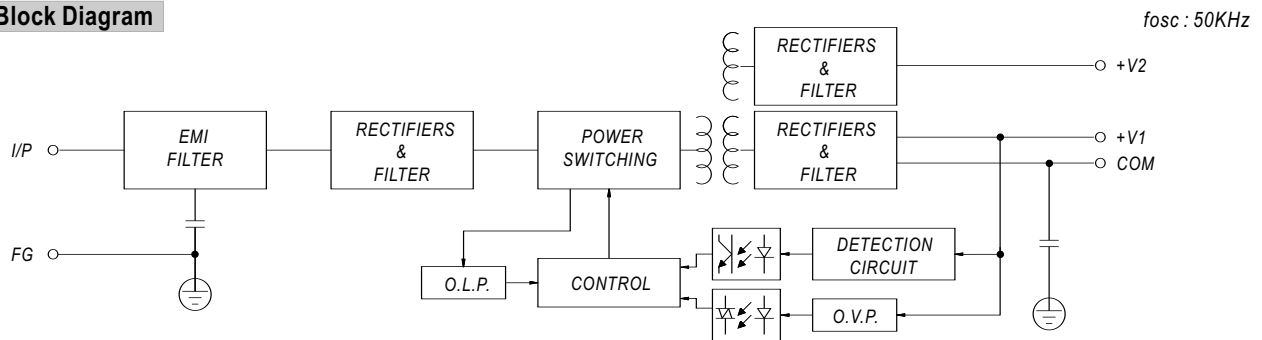 Block Diagram
fosc : 50KHz
RECTIFIERS
&
FILTER
+V2
I/P
EMI
FILTER
RECTIFIERS
&
FILTER
POWER
SWITCHING
RECTIFIERS
&
FILTER
+V1
COM
FG
O.L.P.
CONTROL
DETECTION
CIRCUIT
O.V.P.